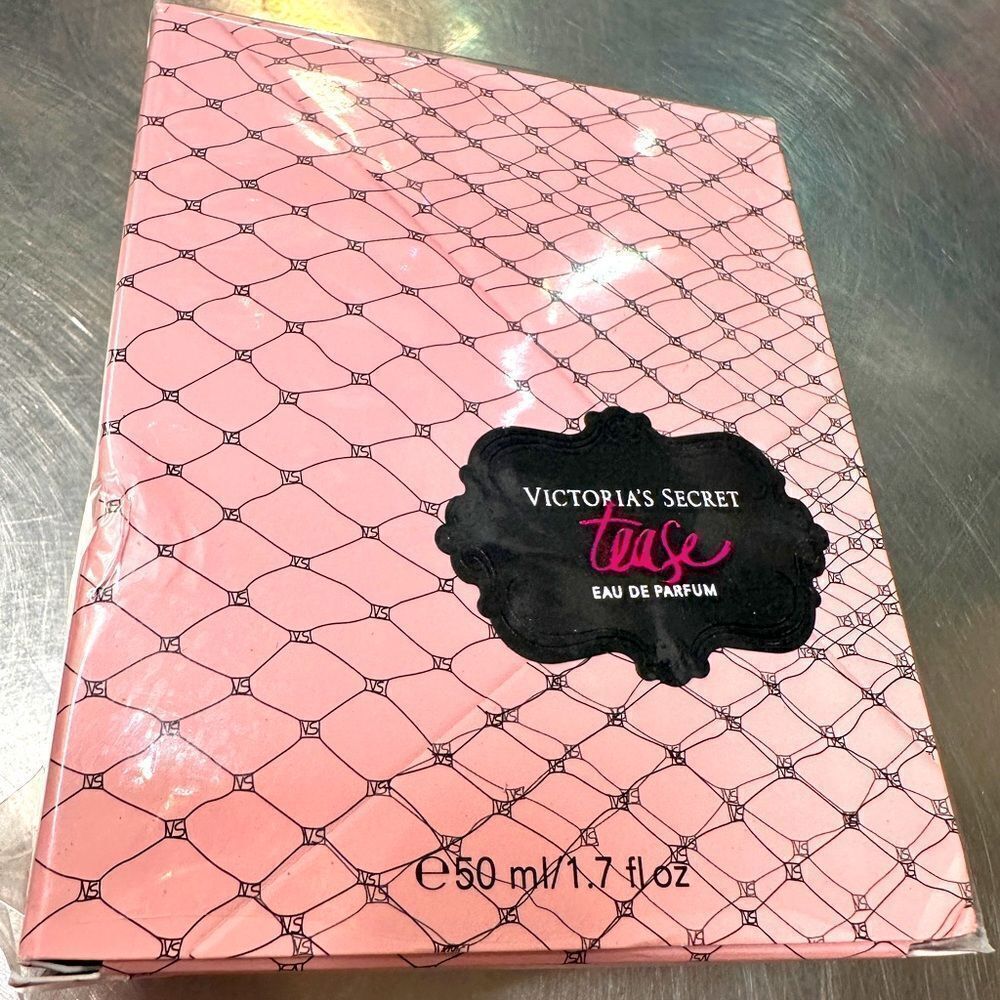 VICTORIA'S SECRET
tease
EAU DE PARFUM
℮50 ml/1.7 fl oz